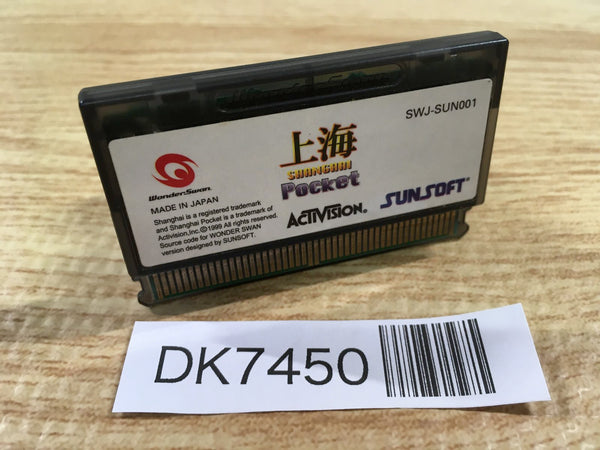 WonderSwan
SWJ-SUN001
上海
SHANGHAI
Pocket
WonderSwan.
MADE IN JAPAN
Shanghai is a registered trademark
and Shanghai Pocket is a trademark of
Activision,Inc.©1999 All rights reserved.
Source code for WONDER SWAN
version designed by SUNSOFT.
ACTIVISION®
SUNSOFT®
DK7450